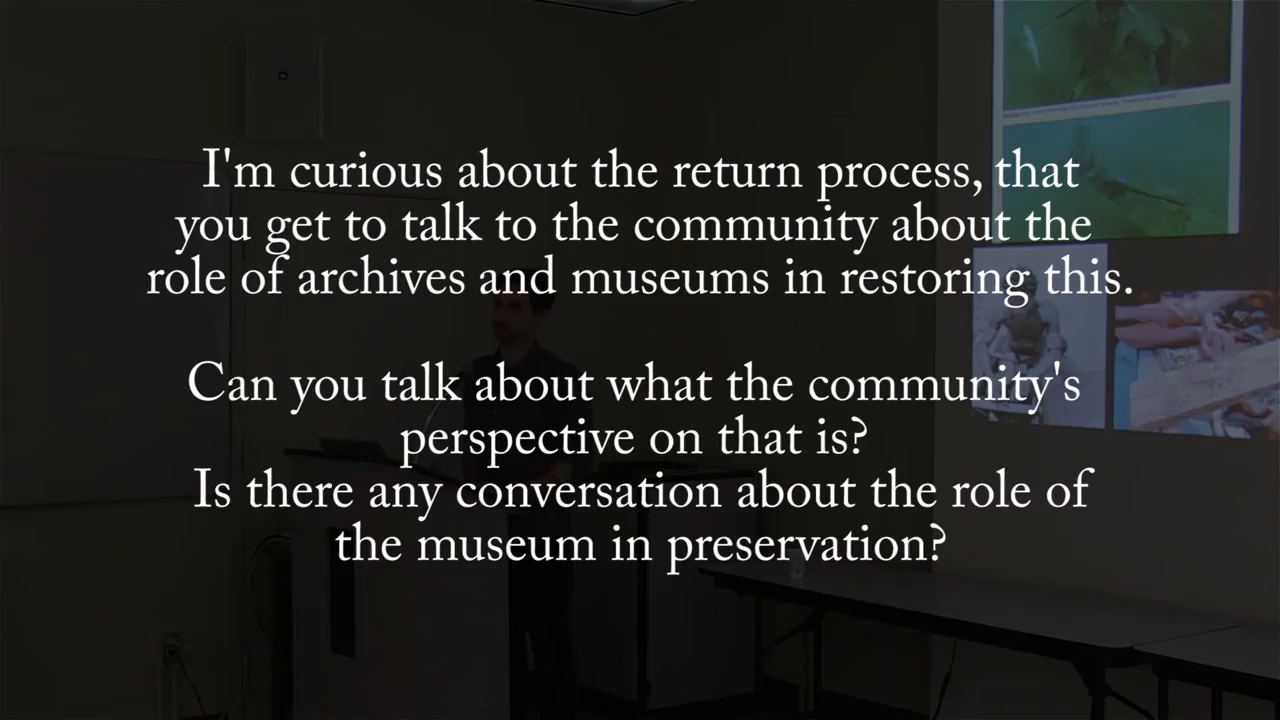 I'm curious about the return process, that
you get to talk to the community about the
role of archives and museums in restoring this.
Can you talk about what the community's
perspective on that is?
Is there any conversation about the role of
the museum in preservation?